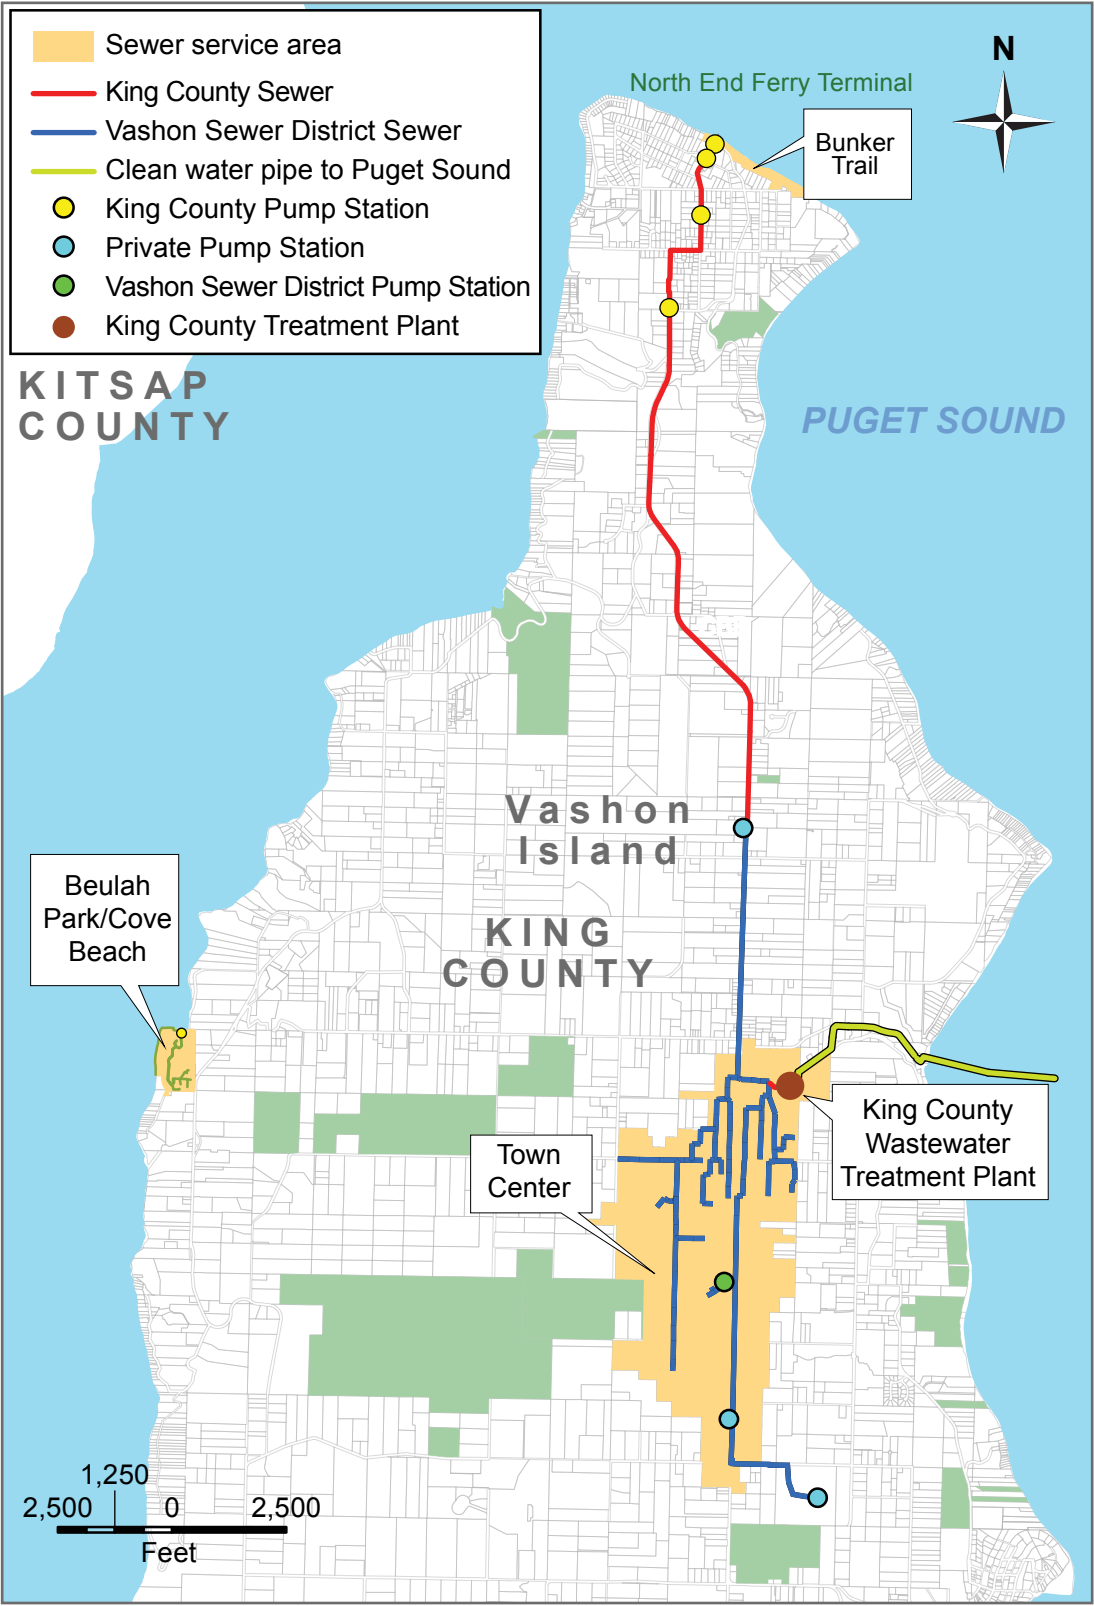 Sewer service area
King County Sewer
Vashon Sewer District Sewer
Clean water pipe to Puget Sound
King County Pump Station
Private Pump Station
Vashon Sewer District Pump Station
King County Treatment Plant
N
North End Ferry Terminal
Bunker
Trail
KITSAP
COUNTY
PUGET SOUND
Vashon
Island
Beulah
Park/Cove
Beach
KING
COUNTY
King County
Wastewater
Treatment Plant
Town
Center
1,250
2,500 0 2,500
Feet